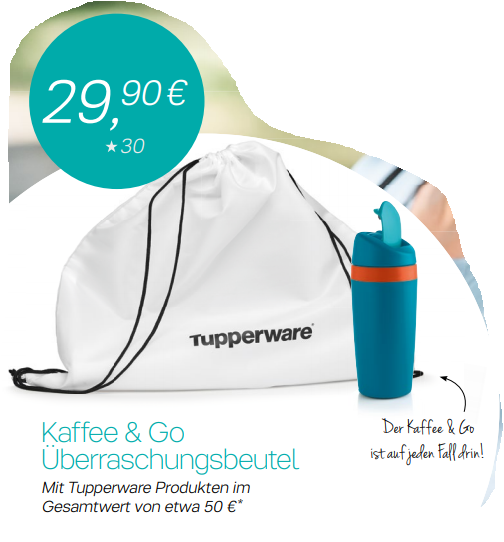 29,90 €
★30
Tupperware®
Der Kaffee & Go
ist auf jeden Fall drin!
Kaffee & Go
Überraschungsbeutel
Mit Tupperware Produkten im
Gesamtwert von etwa 50 €*